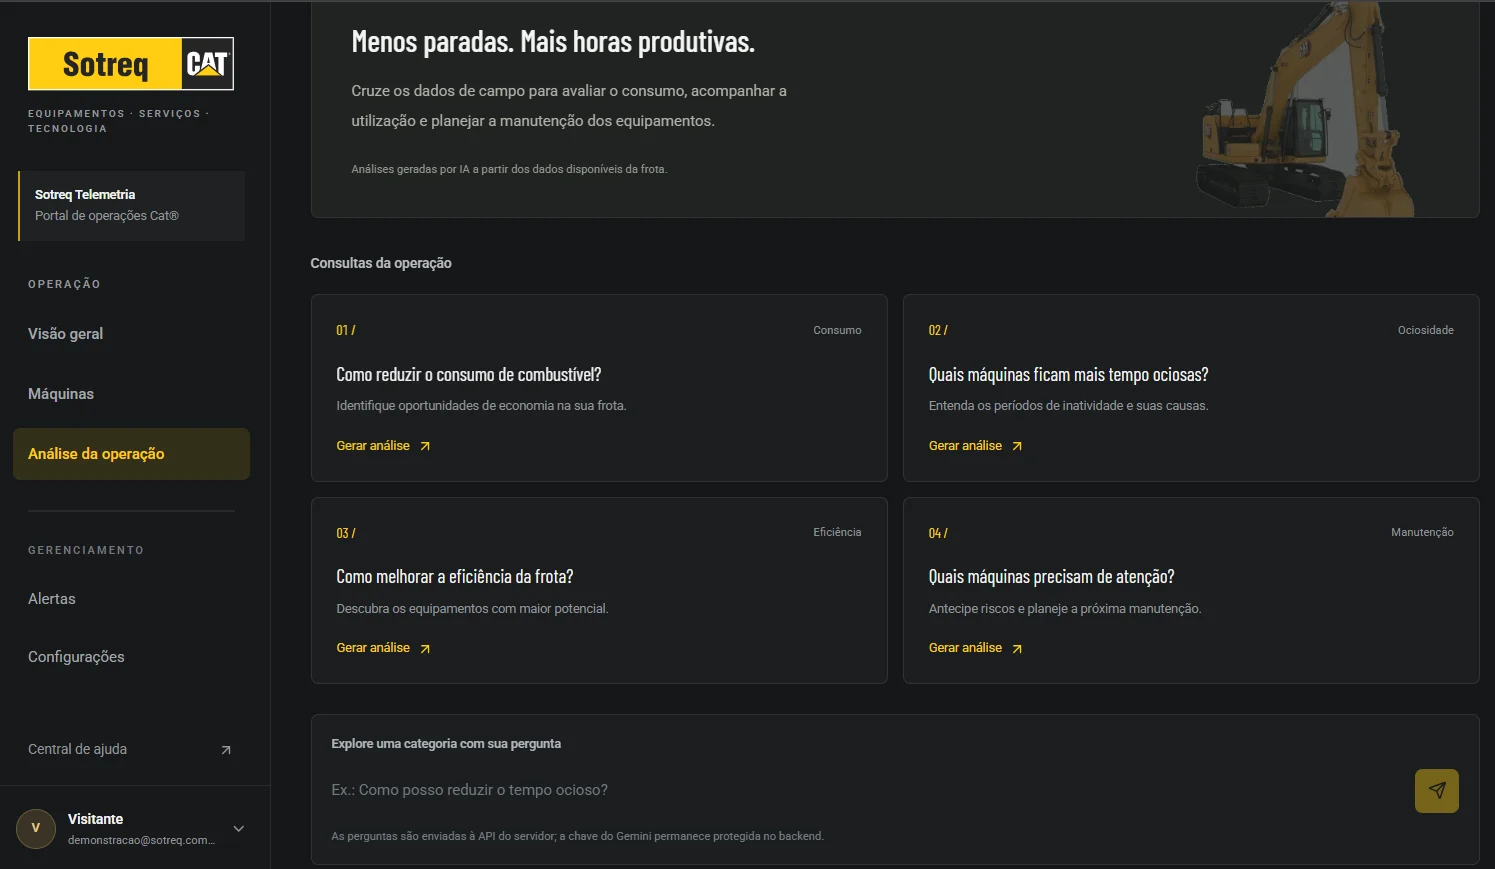 Sotreq CAT
EQUIPAMENTOS · SERVIÇOS ·
TECNOLOGIA
Sotreq Telemetria
Portal de operações Cat®
OPERAÇÃO
Visão geral
Máquinas
Análise da operação
GERENCIAMENTO
Alertas
Configurações
Central de ajuda
V
Visitante
demonstracao@sotreq.com...
Menos paradas. Mais horas produtivas.
Cruze os dados de campo para avaliar o consumo, acompanhar a
utilização e planejar a manutenção dos equipamentos.
Análises geradas por IA a partir dos dados disponíveis da frota.
Consultas da operação
01 /
Consumo
Como reduzir o consumo de combustível?
Identifique oportunidades de economia na sua frota.
Gerar análise
02 /
Ociosidade
Quais máquinas ficam mais tempo ociosas?
Entenda os períodos de inatividade e suas causas.
Gerar análise
03 /
Eficiência
Como melhorar a eficiência da frota?
Descubra os equipamentos com maior potencial.
Gerar análise
04 /
Manutenção
Quais máquinas precisam de atenção?
Antecipe riscos e planeje a próxima manutenção.
Gerar análise
Explore uma categoria com sua pergunta
Ex.: Como posso reduzir o tempo ocioso?
As perguntas são enviadas à API do servidor; a chave do Gemini permanece protegida no backend.